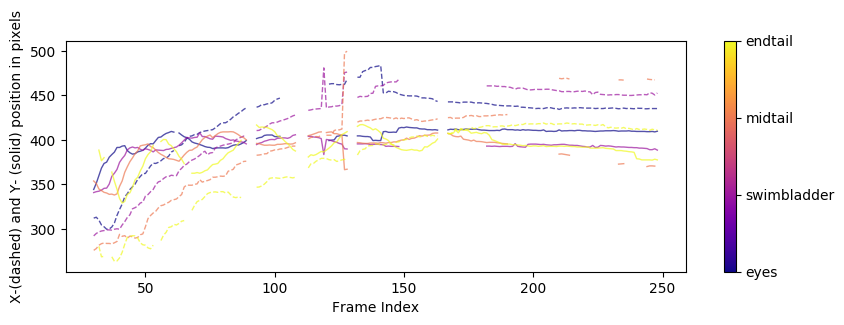 X-(dashed) and Y- (solid) position in pixels
500
450
400
350
300
50
100
150
200
250
Frame Index
endtail
midtail
swimbladder
eyes